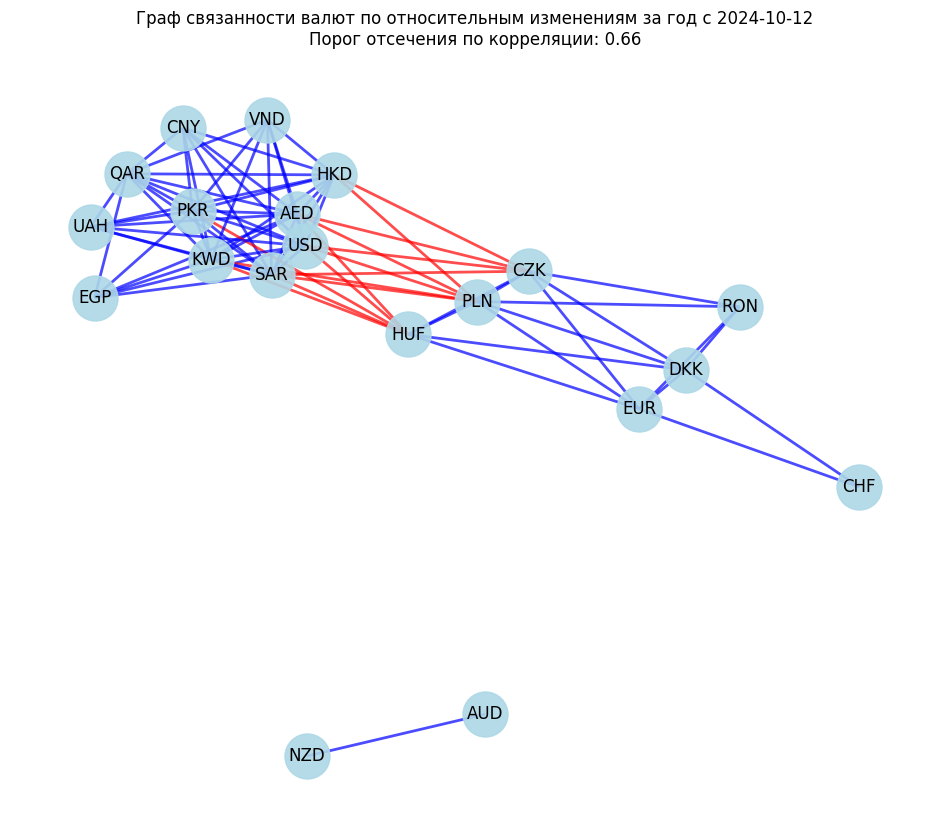 Граф связанности валют по относительным изменениям за год с 2024-10-12
Порог отсечения по корреляции: 0.66
VND
CNY
HKD
QAR
PKR
AED
UAH
USD
KWD
CZK
SAR
EGP
PLN
RON
HUF
DKK
EUR
CHF
AUD
NZD